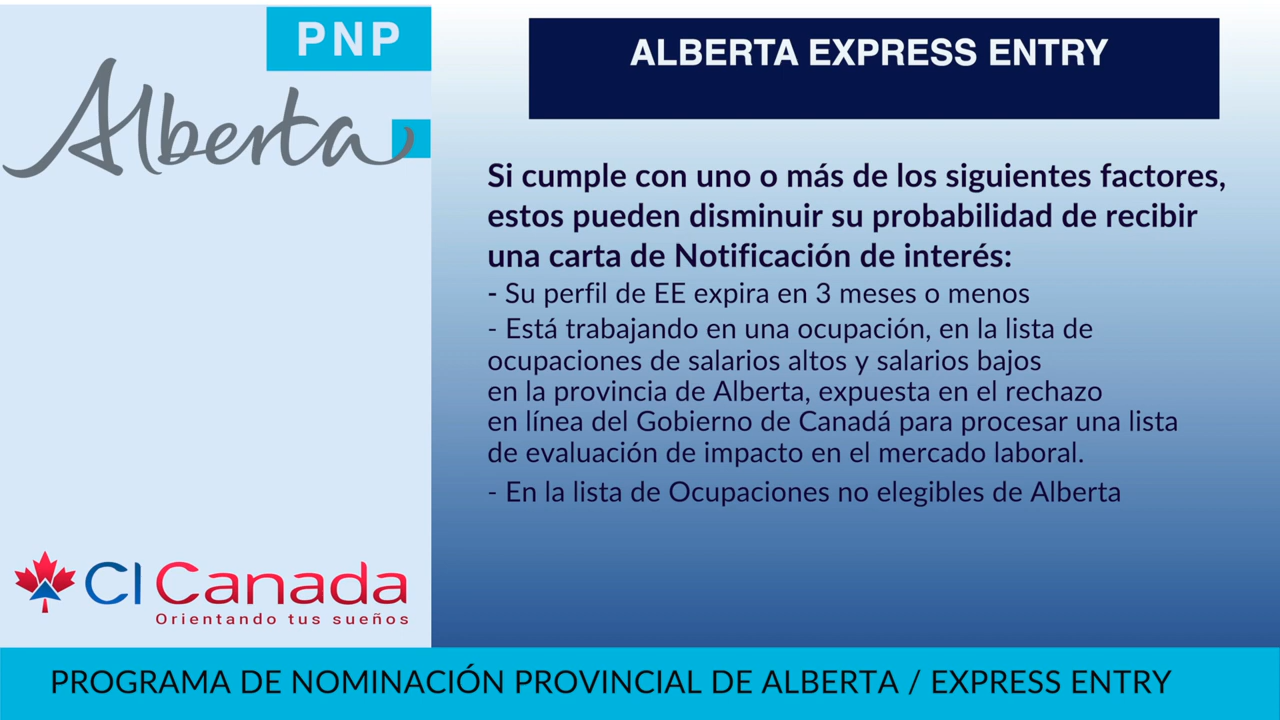 PNP
Alberta
ALBERTA EXPRESS ENTRY
Si cumple con uno o más de los siguientes factores,
estos pueden disminuir su probabilidad de recibir
una carta de Notificación de interés:
- Su perfil de EE expira en 3 meses o menos
- Está trabajando en una ocupación, en la lista de
ocupaciones de salarios altos y salarios bajos
en la provincia de Alberta, expuesta en el rechazo
en línea del Gobierno de Canadá para procesar una lista
de evaluación de impacto en el mercado laboral.
- En la lista de Ocupaciones no elegibles de Alberta
CI Canada
Orientando tus sueños
PROGRAMA DE NOMINACIÓN PROVINCIAL DE ALBERTA / EXPRESS ENTRY